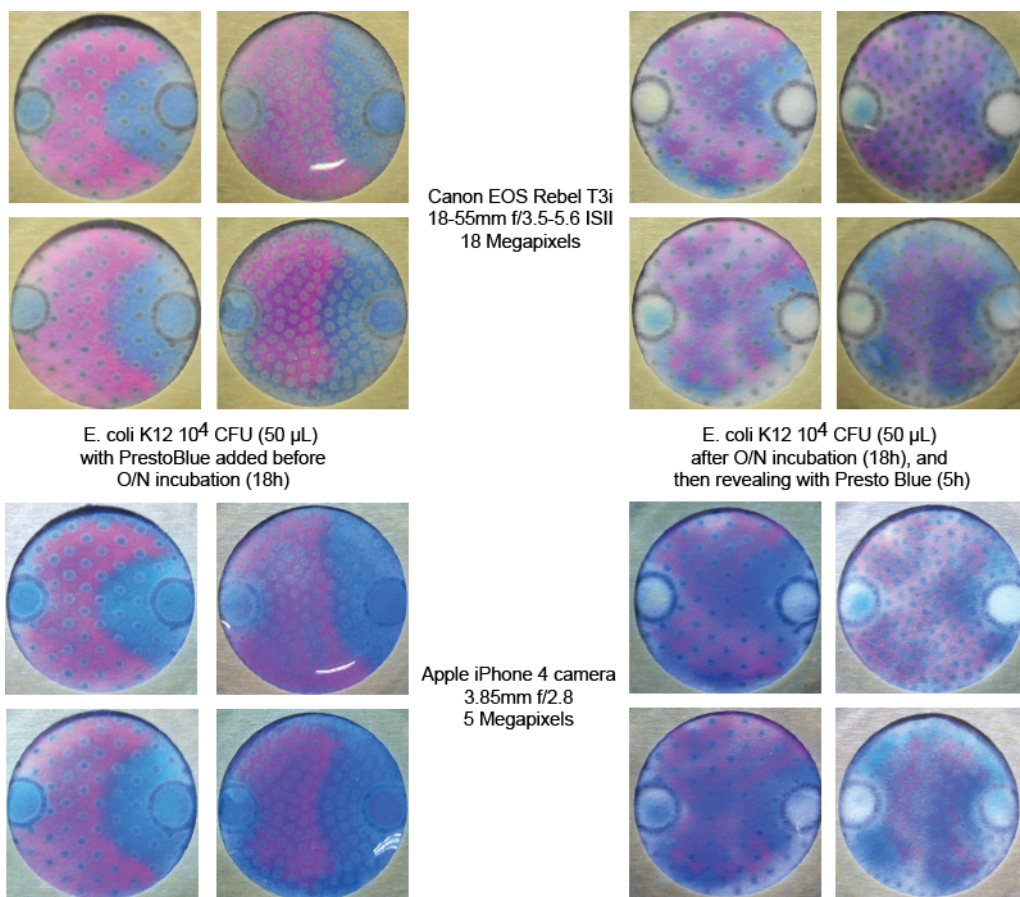 Canon EOS Rebel T3i
18-55mm f/3.5-5.6 ISII
18 Megapixels
E. coli K12 10⁴ CFU (50 µL)
with PrestoBlue added before
O/N incubation (18h)
E. coli K12 10⁴ CFU (50 µL)
after O/N incubation (18h), and
then revealing with Presto Blue (5h)
Apple iPhone 4 camera
3.85mm f/2.8
5 Megapixels